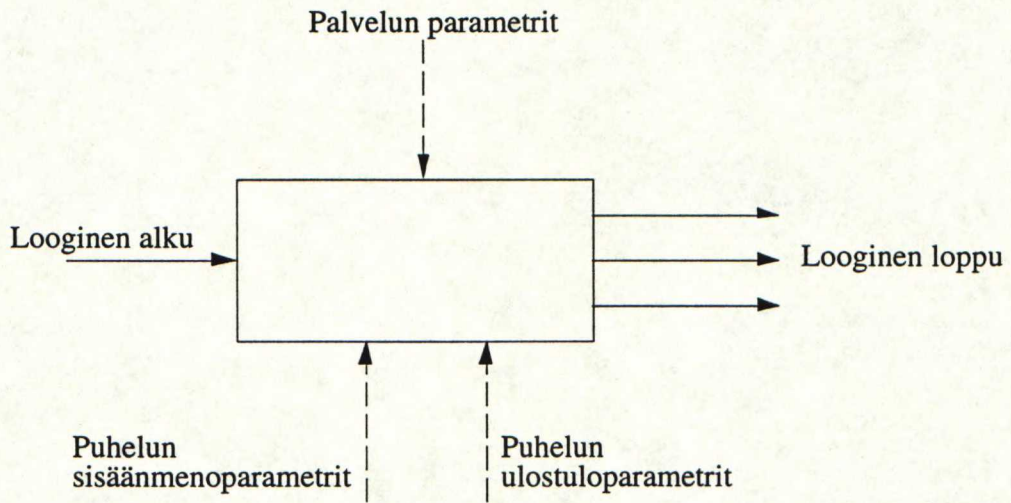 Palvelun parametrit
Looginen alku
Looginen loppu
Puhelun
sisäänmenoparametrit
Puhelun
ulostuloparametrit